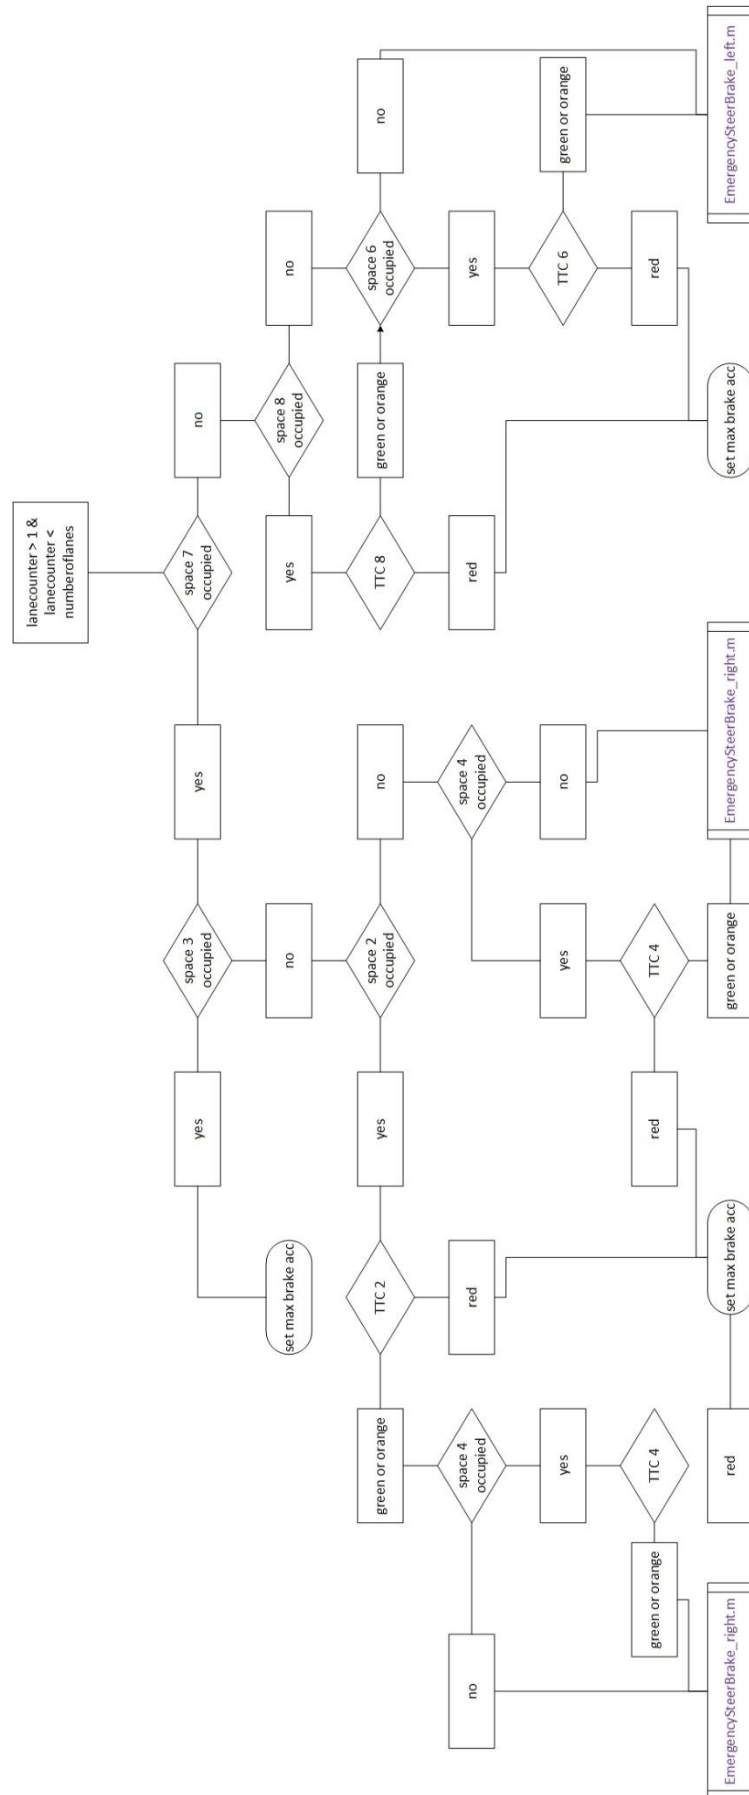 lanecounter > 1 &
lanecounter <
numberoflanes
yes
space 3
occupied
yes
space 7
occupied
no
set max brake acc
no
yes
space 8
occupied
no
green or orange
TTC 2
yes
space 2
occupied
no
TTC 8
green or orange
space 6
occupied
no
no
space 4
occupied
red
yes
space 4
occupied
red
yes
yes
no
TTC 6
green or orange
green or orange
TTC 4
red
TTC 4
red
EmergencySteerBrake_right.m
red
set max brake acc
green or orange
EmergencySteerBrake_right.m
set max brake acc
EmergencySteerBrake_left.m